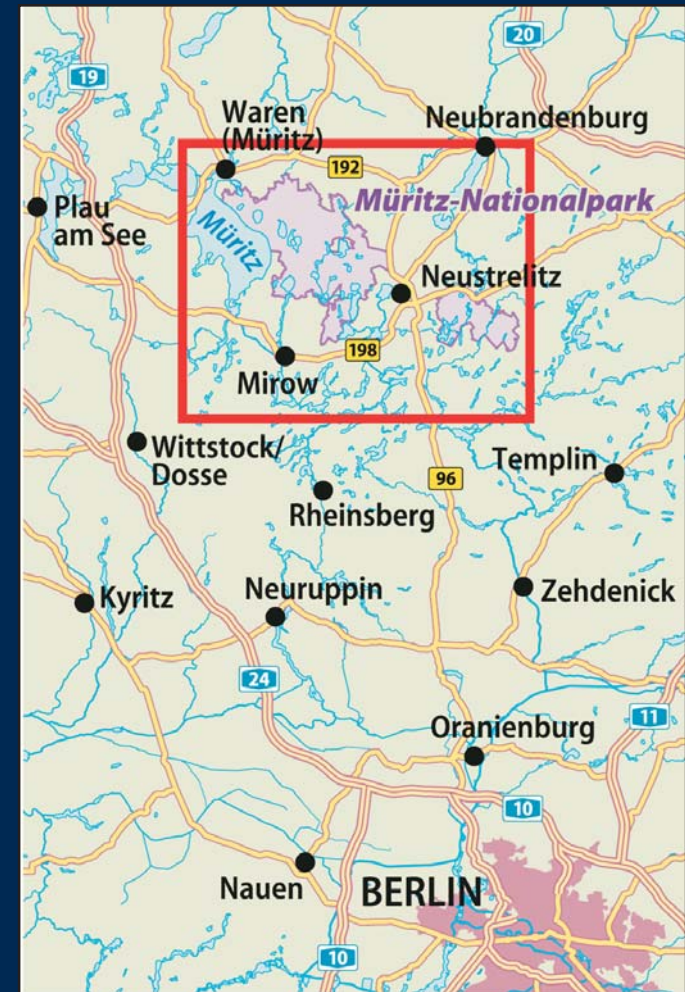 20
19
Waren
(Müritz)
Neubrandenburg
192
Müritz-Nationalpark
Plau
am See
Müritz
Neustrelitz
198
Mirow
Wittstock/
Dosse
Templin
96
Rheinsberg
Kyritz
Neuruppin
Zehdenick
24
11
Oranienburg
10
Nauen
BERLIN
10